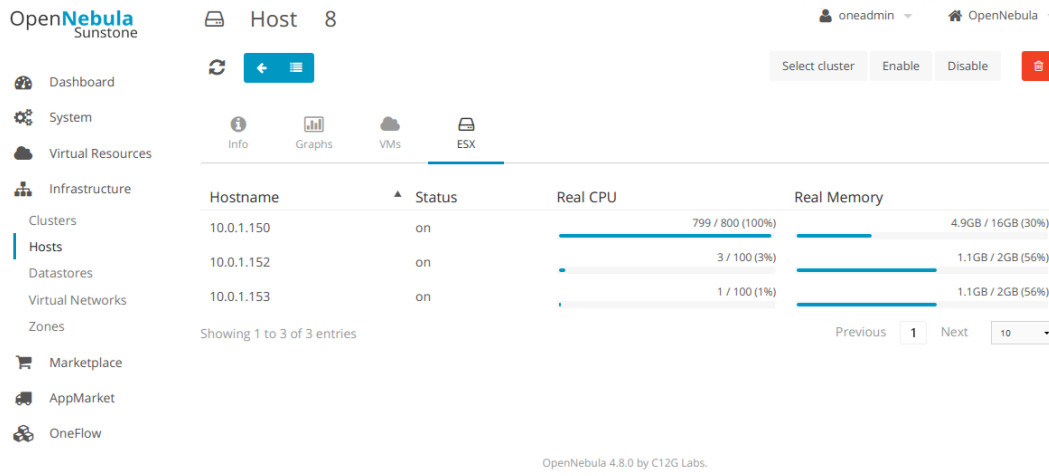 OpenNebula
Sunstone
Host 8
oneadmin
OpenNebula
Select cluster Enable Disable
Dashboard
System
Virtual Resources
Infrastructure
Clusters
Hosts
Datastores
Virtual Networks
Zones
Marketplace
AppMarket
OneFlow
Info Graphs VMs ESX
Hostname Status Real CPU Real Memory
10.0.1.150 on 799 / 800 (100%) 4.9GB / 16GB (30%)
10.0.1.152 on 3 / 100 (3%) 1.1GB / 2GB (56%)
10.0.1.153 on 1 / 100 (1%) 1.1GB / 2GB (56%)
Showing 1 to 3 of 3 entries
Previous 1 Next 10
OpenNebula 4.8.0 by C12G Labs.